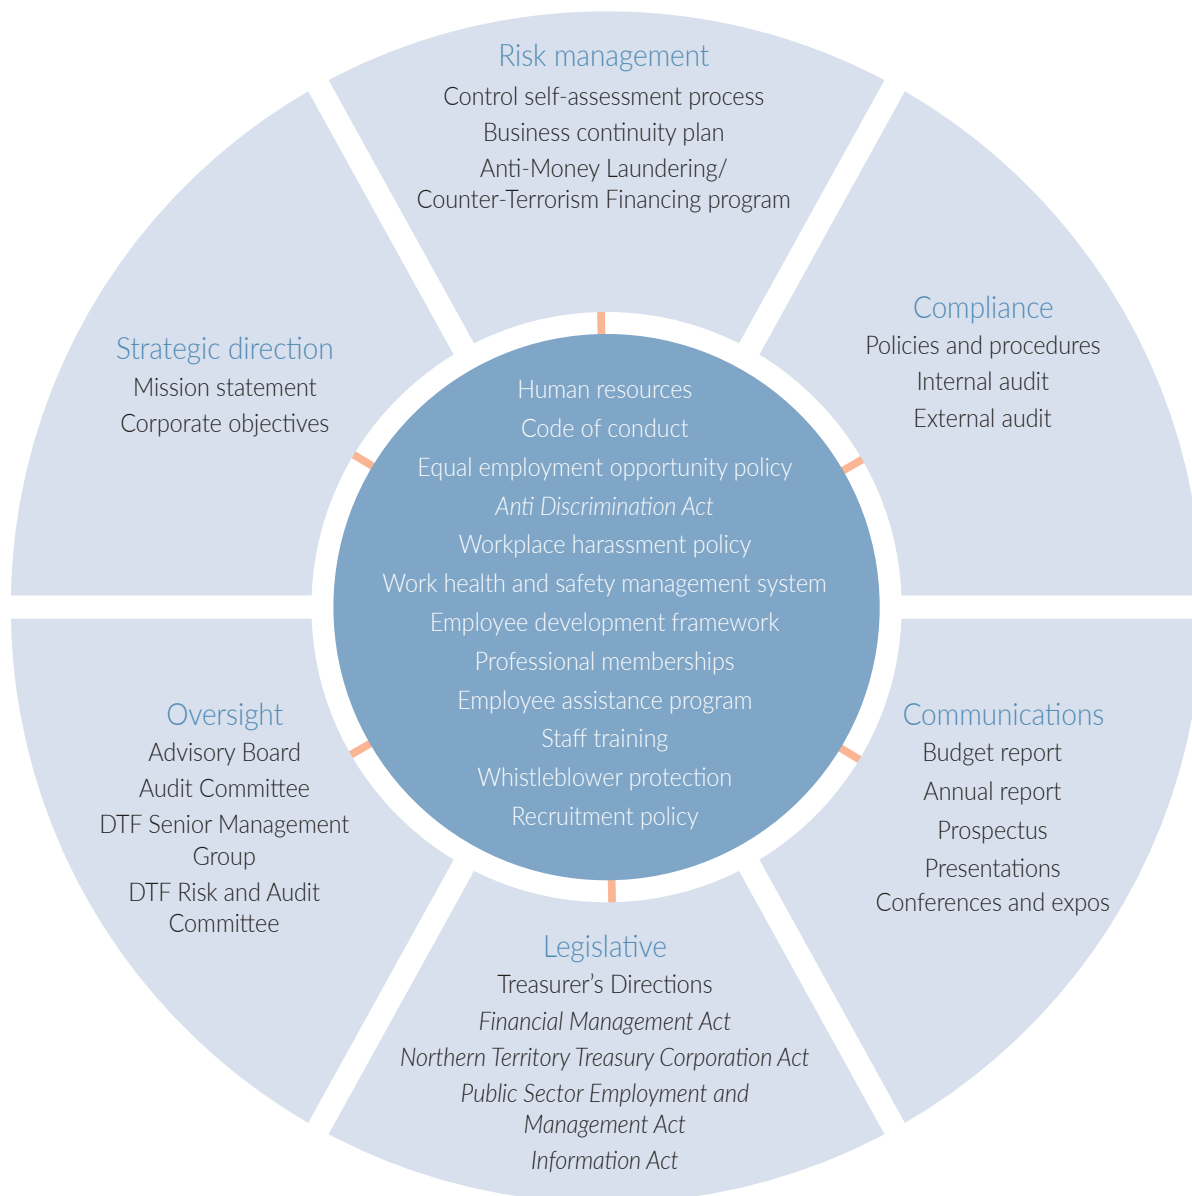 Risk management
Control self-assessment process
Business continuity plan
Anti-Money Laundering/
Counter-Terrorism Financing program
Compliance
Policies and procedures
Internal audit
External audit
Communications
Budget report
Annual report
Prospectus
Presentations
Conferences and expos
Legislative
Treasurer’s Directions
Financial Management Act
Northern Territory Treasury Corporation Act
Public Sector Employment and
Management Act
Information Act
Oversight
Advisory Board
Audit Committee
DTF Senior Management
Group
DTF Risk and Audit
Committee
Strategic direction
Mission statement
Corporate objectives
Human resources
Code of conduct
Equal employment opportunity policy
Anti Discrimination Act
Workplace harassment policy
Work health and safety management system
Employee development framework
Professional memberships
Employee assistance program
Staff training
Whistleblower protection
Recruitment policy